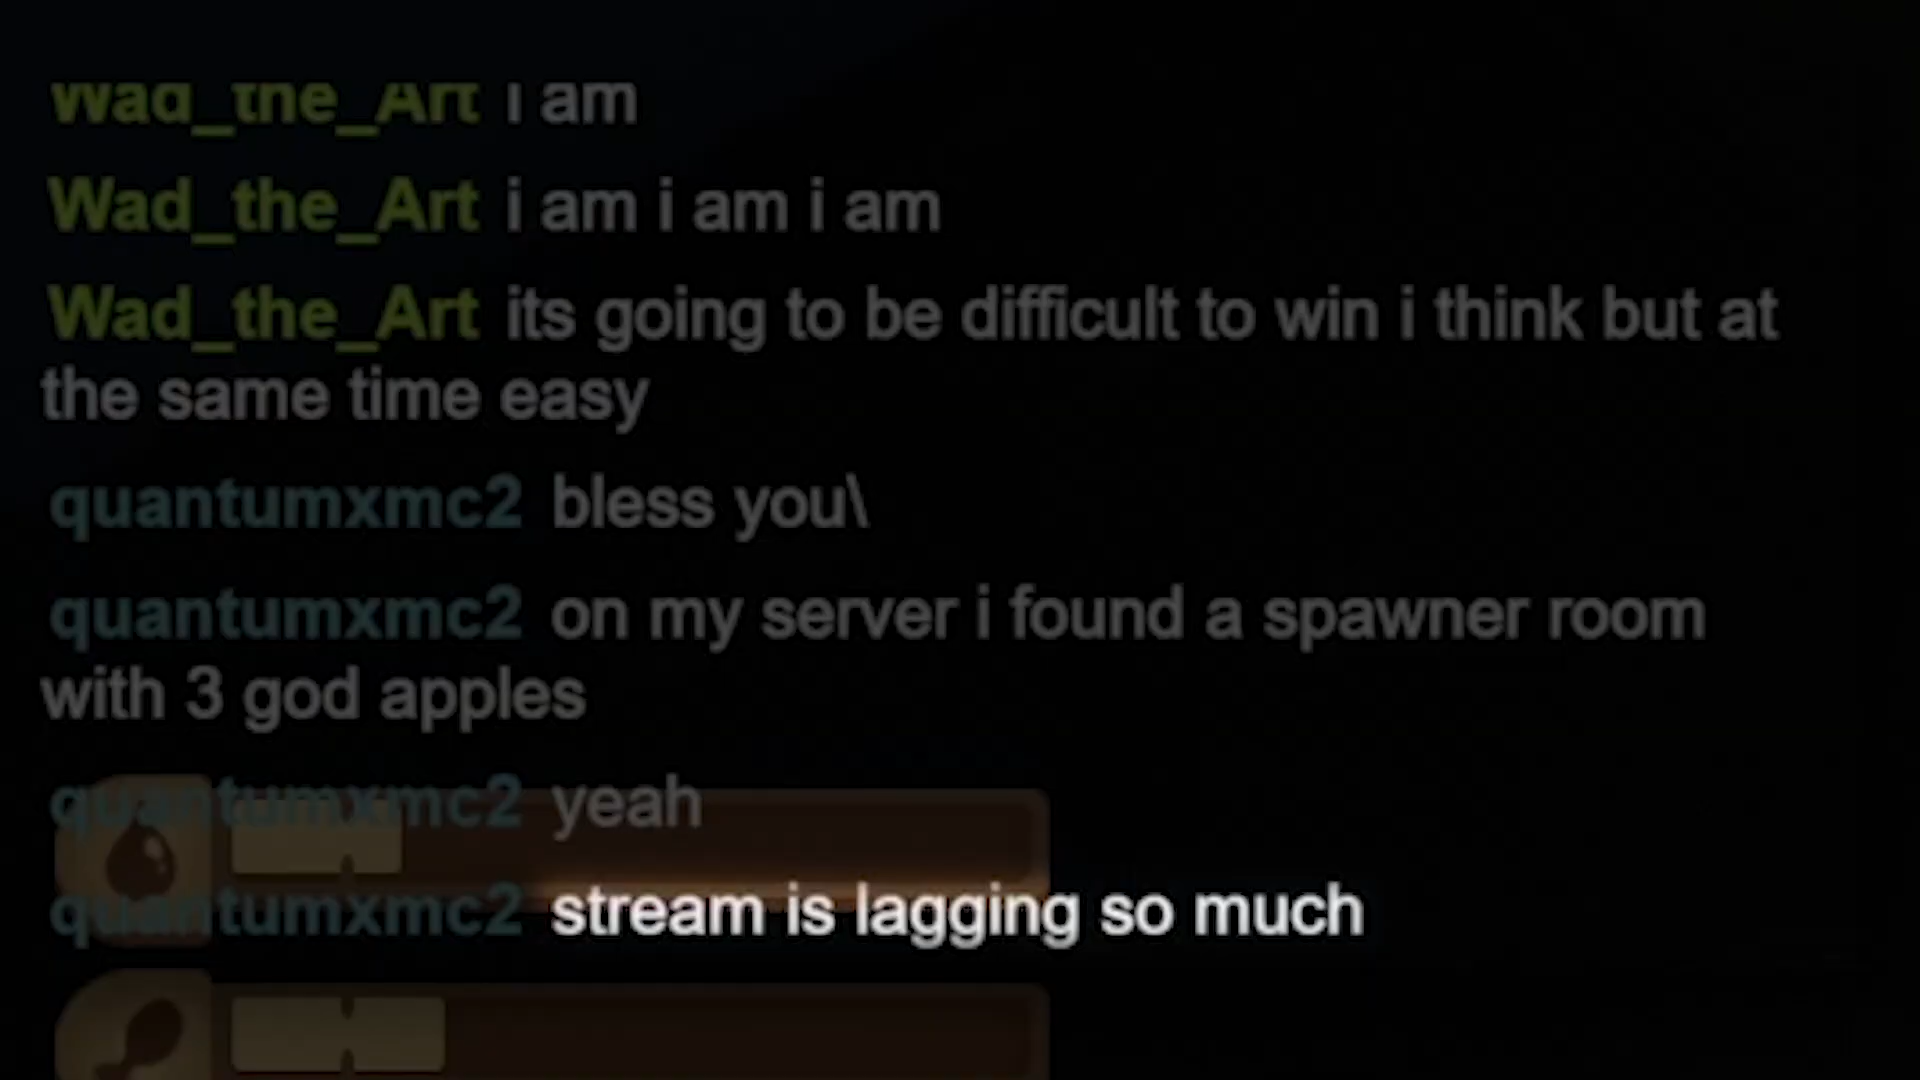 Wad_the_Art i am
Wad_the_Art i am i am i am
Wad_the_Art its going to be difficult to win i think but at
the same time easy
quantumxmc2 bless you\
quantumxmc2 on my server i found a spawner room
with 3 god apples
quantumxmc2 yeah
quantumxmc2 stream is lagging so much